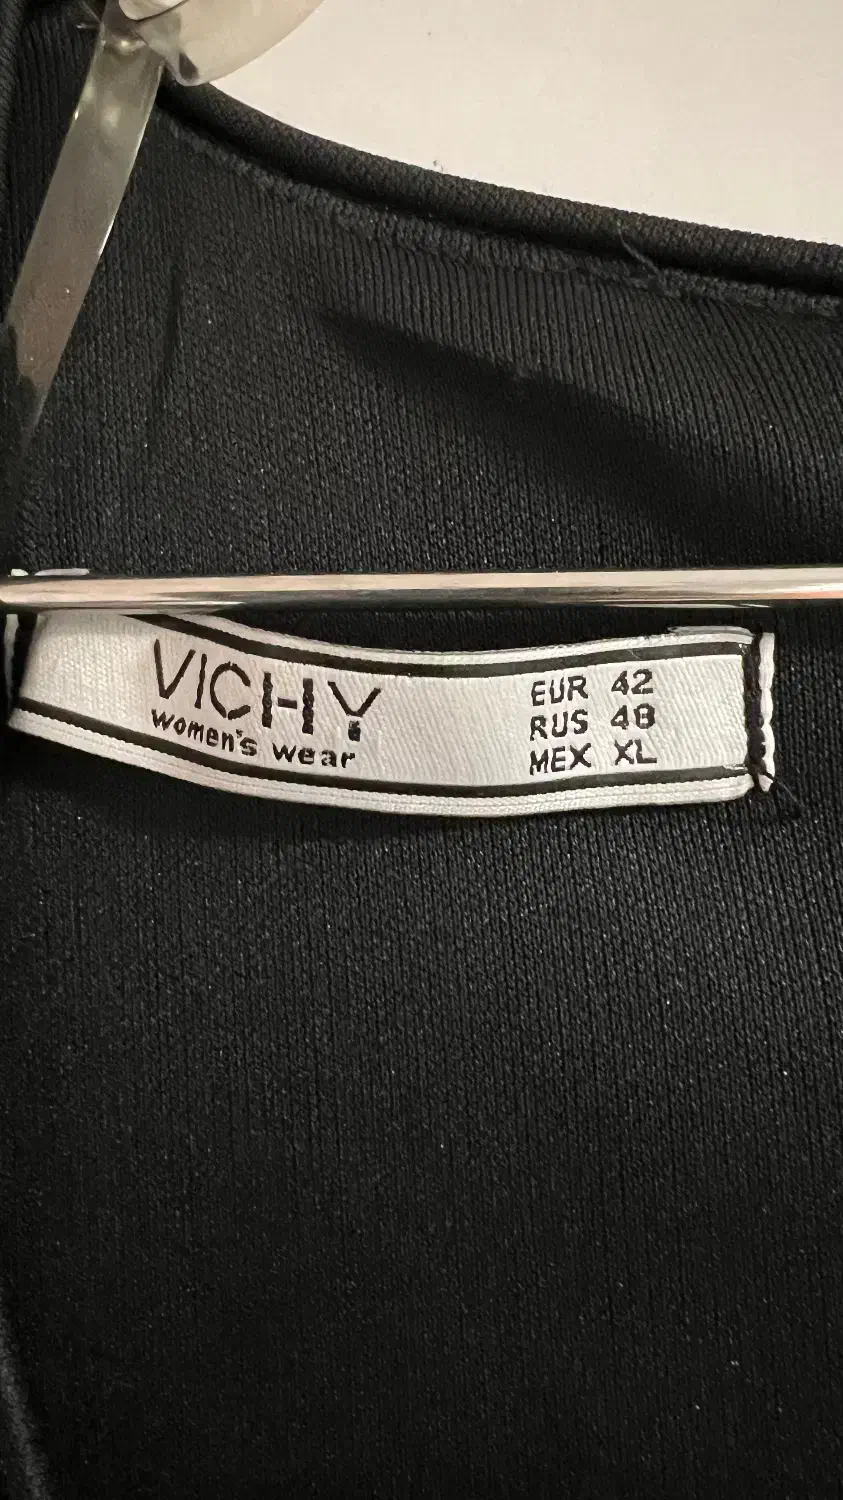 VICHY
women's wear
EUR 42
RUS 48
MEX XL